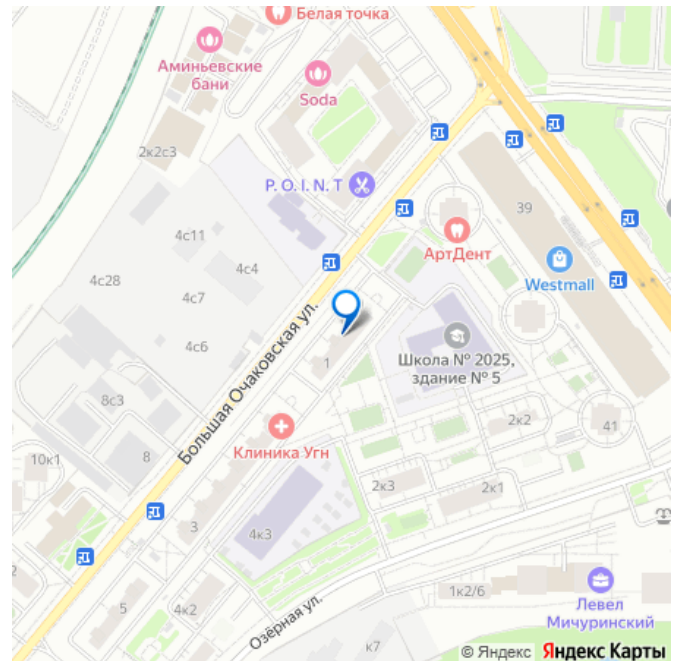 Белая точка
Аминьевские
бани
Soda
2к2с3
P. O. I. N. T
39
4с11
АртДент
4с4
4с28
Westmall
4с7
Большая Очаковская ул.
4с6
Школа № 2025,
здание № 5
1
8с3
2к2
41
Клиника Угн
10к1
8
2к3
2к1
3
4к3
1к2/6
5
4к2
Озёрная ул.
Левел
Мичуринский
к7
© Яндекс Яндекс Карты